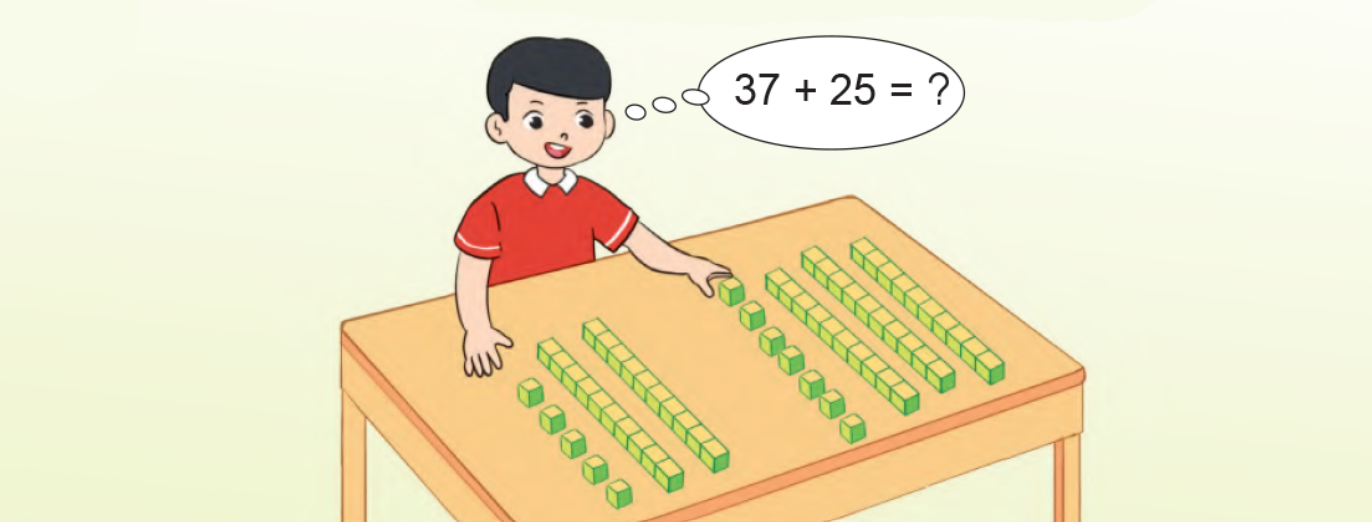 37 + 25 = ?